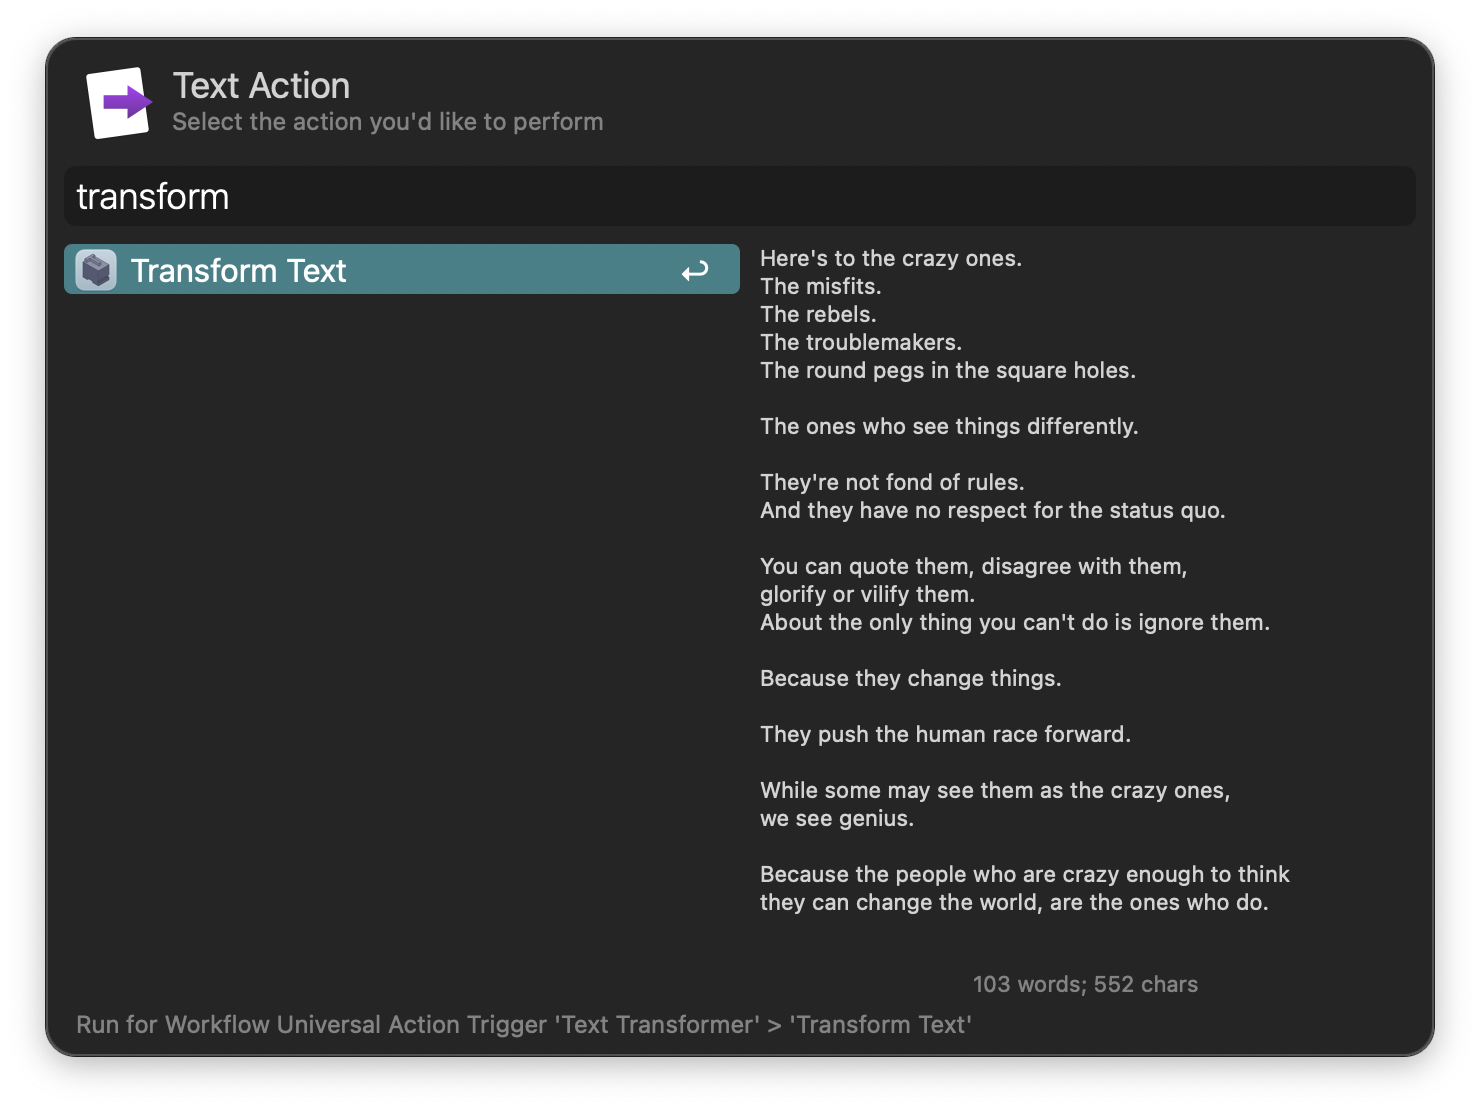 Text Action
Select the action you'd like to perform
transform
Transform Text
Here's to the crazy ones.
The misfits.
The rebels.
The troublemakers.
The round pegs in the square holes.
The ones who see things differently.
They're not fond of rules.
And they have no respect for the status quo.
You can quote them, disagree with them,
glorify or vilify them.
About the only thing you can't do is ignore them.
Because they change things.
They push the human race forward.
While some may see them as the crazy ones,
we see genius.
Because the people who are crazy enough to think
they can change the world, are the ones who do.
103 words; 552 chars
Run for Workflow Universal Action Trigger 'Text Transformer' > 'Transform Text'